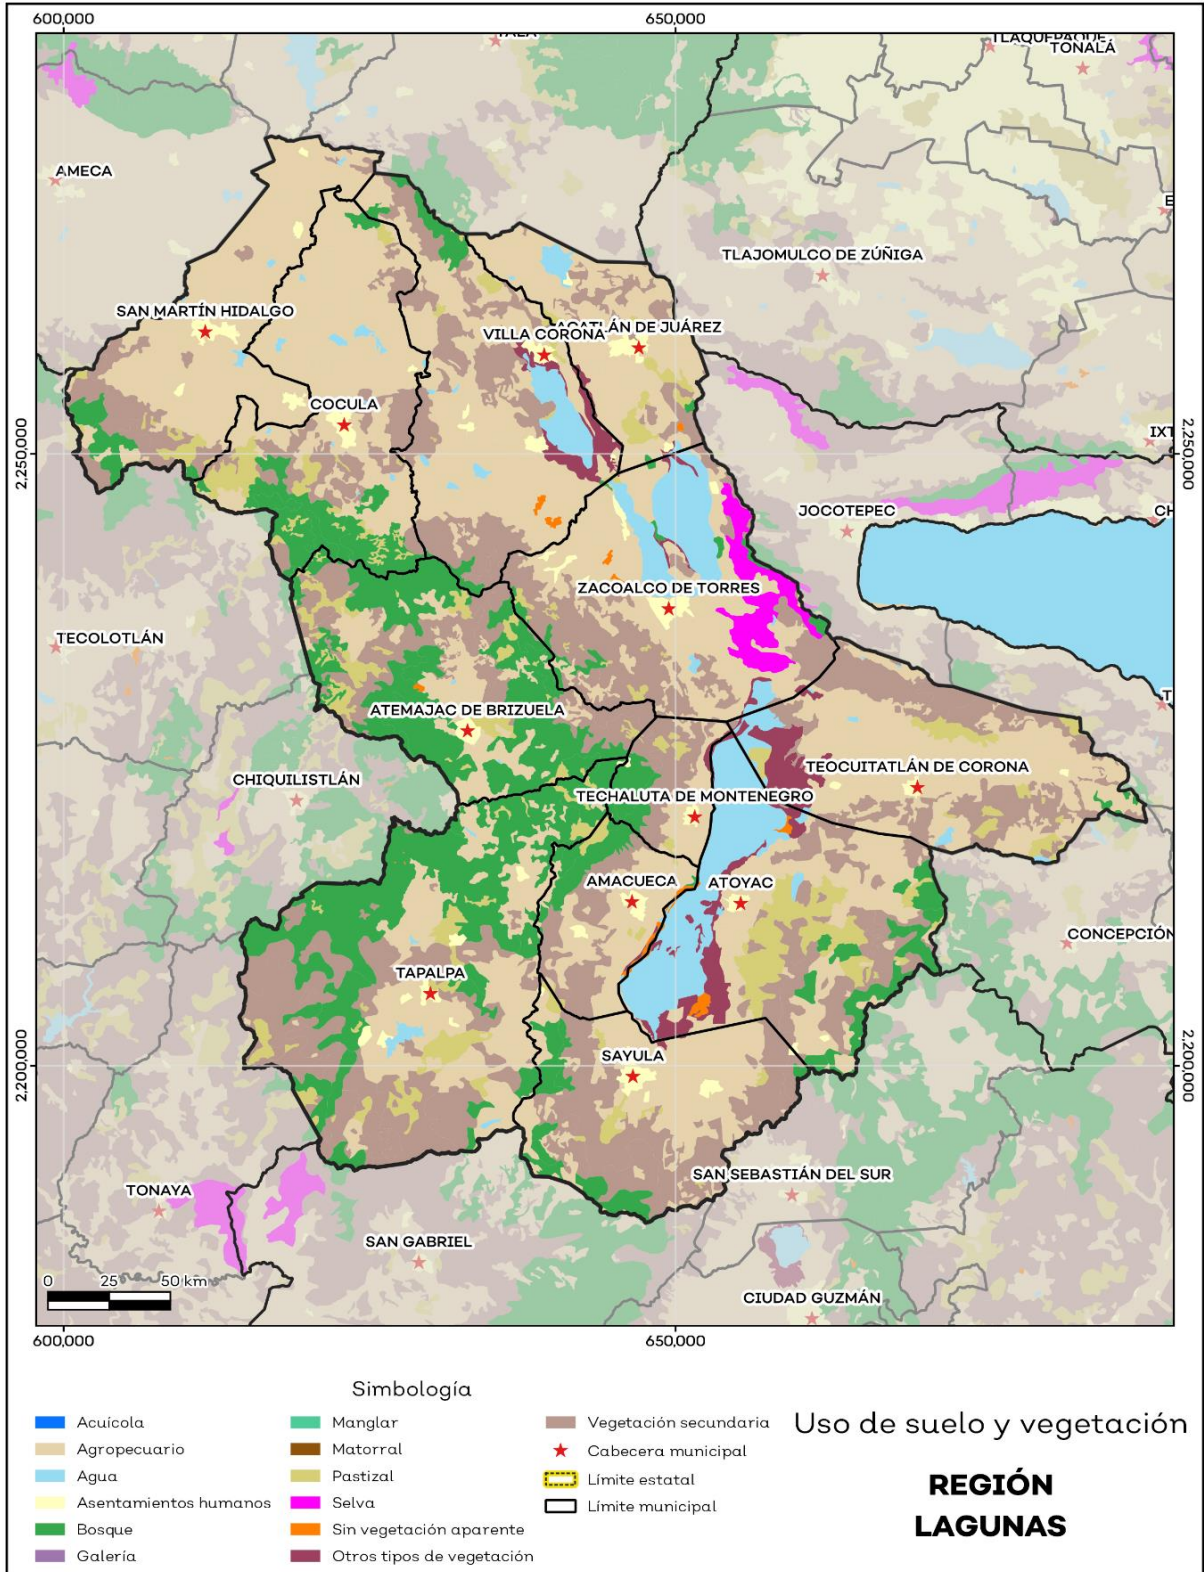 600,000
650,000
TALA
TLAQUEPAQUE
TONALÁ
AMECA
TLAJOMULCO DE ZÚÑIGA
SAN MARTÍN HIDALGO
ACATLÁN DE JUÁREZ
VILLA CORONA
COCULA
2,250,000
2,250,000
IXT
JOCOTEPEC
CH
ZACOALCO DE TORRES
TECOLOTLÁN
T
ATEMAJAC DE BRIZUELA
CHIQUILISTLÁN
TEOCUITATLÁN DE CORONA
TECHALUTA DE MONTENEGRO
AMACUECA
ATOYAC
CONCEPCIÓN
TAPALPA
SAYULA
2,200,000
2,200,000
SAN SEBASTIÁN DEL SUR
TONAYA
SAN GABRIEL
0 25 50 km
CIUDAD GUZMÁN
600,000
650,000
Simbología
Acuícola
Agropecuario
Agua
Asentamientos humanos
Bosque
Galería
Manglar
Matorral
Pastizal
Selva
Sin vegetación aparente
Otros tipos de vegetación
Vegetación secundaria
Cabecera municipal
Límite estatal
Límite municipal
Uso de suelo y vegetación
REGIÓN
LAGUNAS